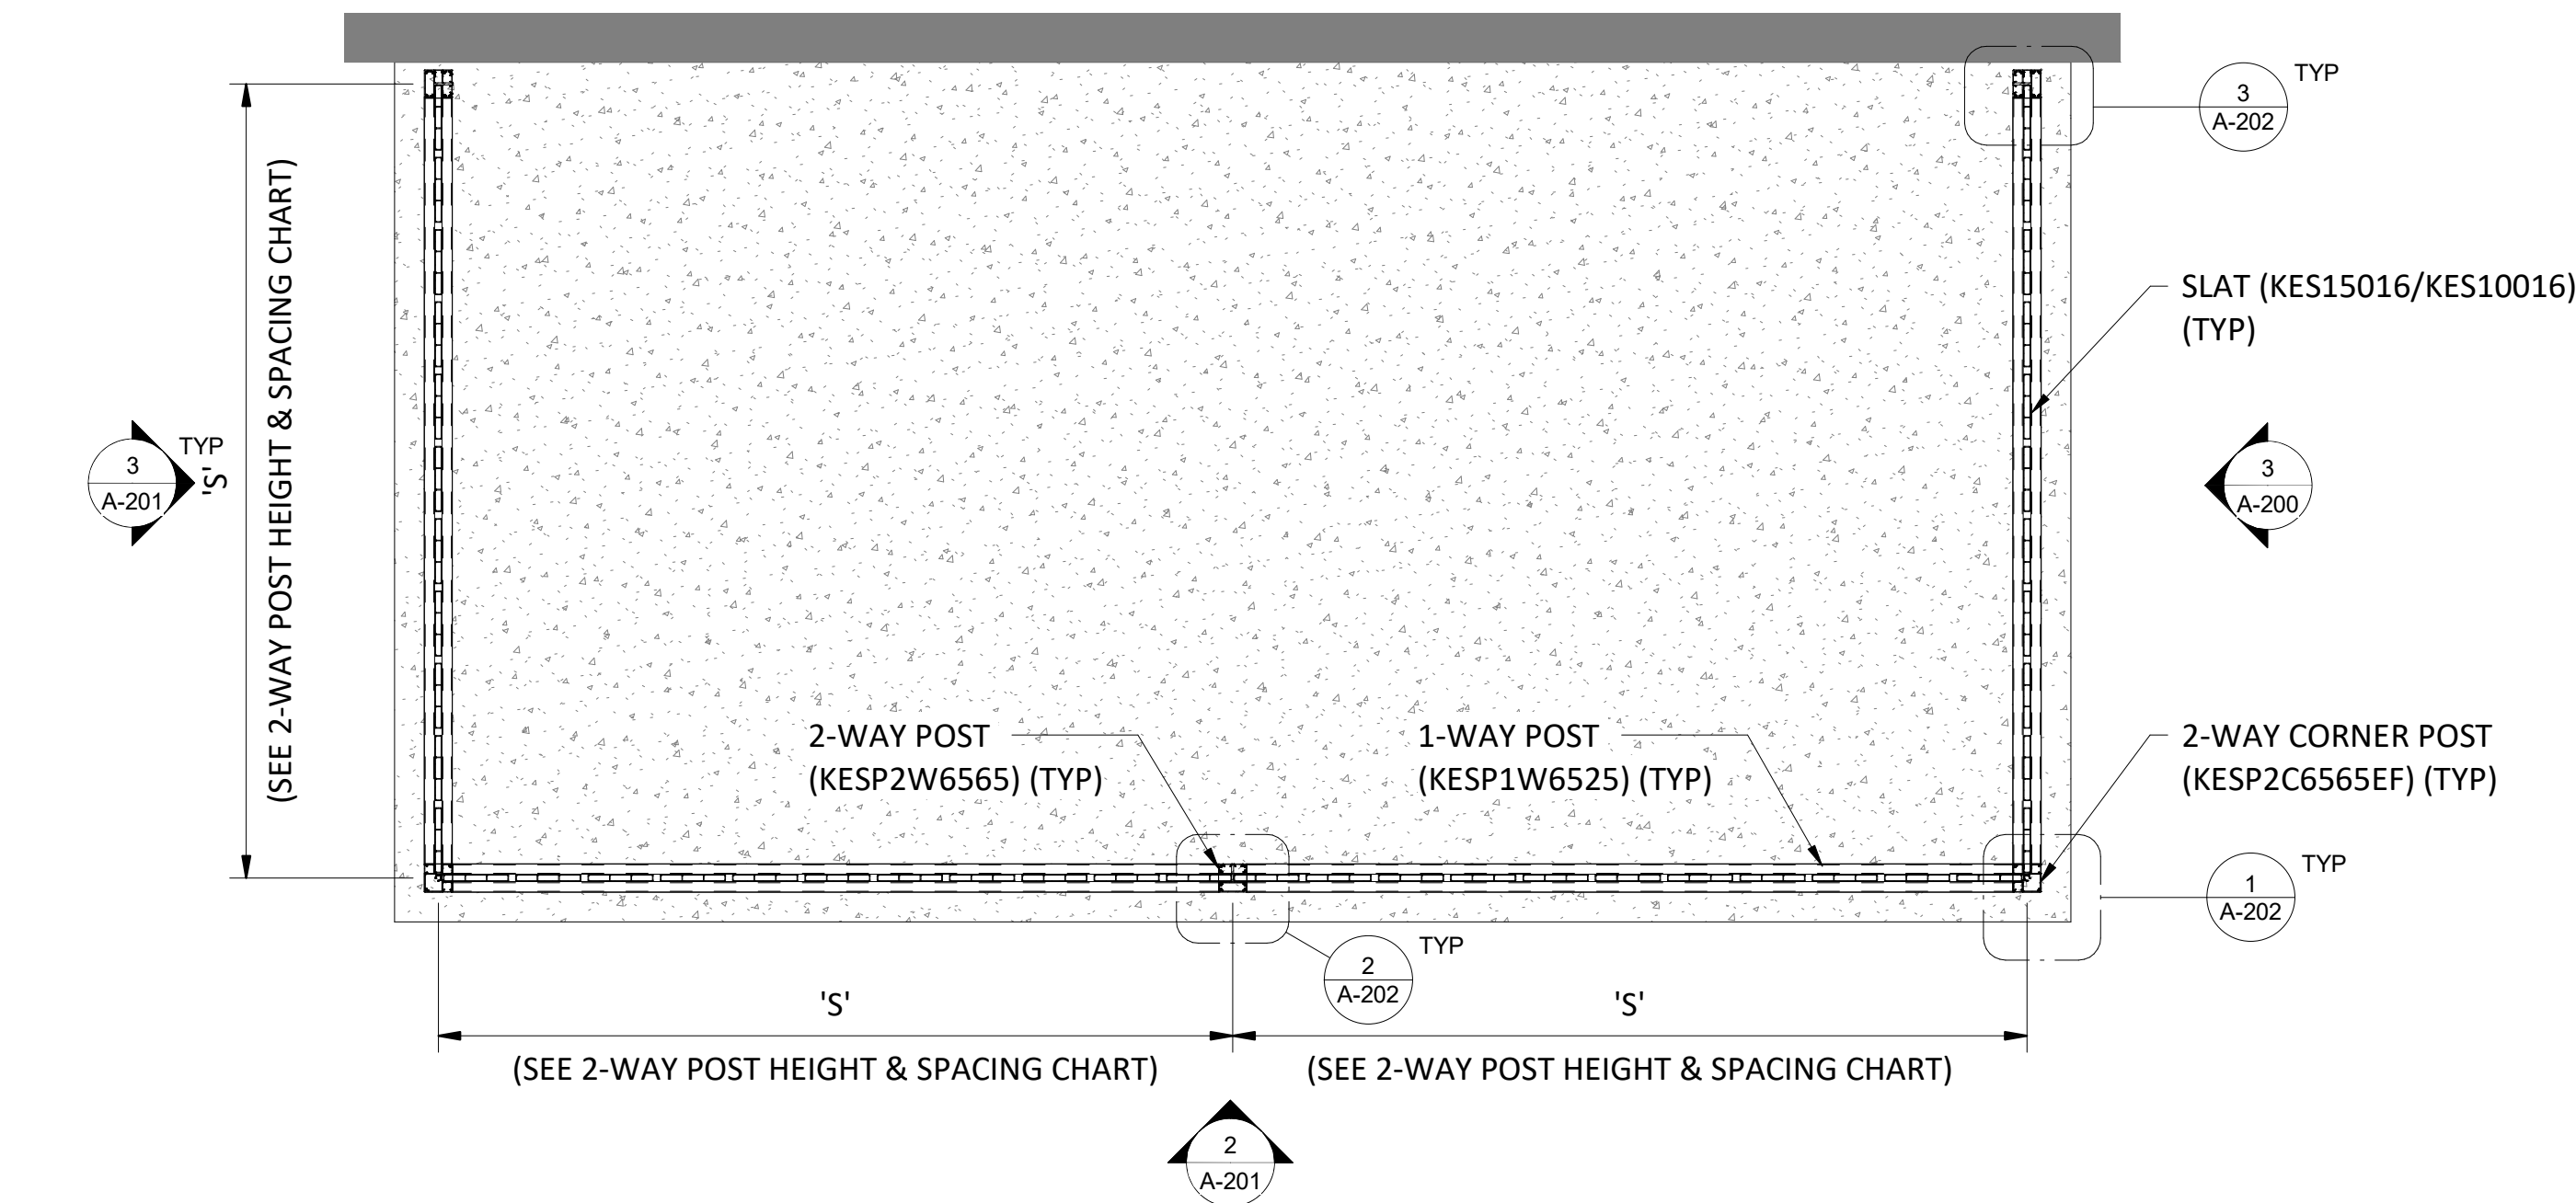 TYP
3
A-202
SLAT (KES15016/KES10016)
(TYP)
'S'
(SEE 2-WAY POST HEIGHT & SPACING CHART)
TYP
3
A-201
3
A-200
2-WAY POST
(KESP2W6565) (TYP)
1-WAY POST
(KESP1W6525) (TYP)
2-WAY CORNER POST
(KESP2C6565EF) (TYP)
TYP
1
A-202
TYP
2
A-202
'S'
(SEE 2-WAY POST HEIGHT & SPACING CHART)
'S'
(SEE 2-WAY POST HEIGHT & SPACING CHART)
2
A-201